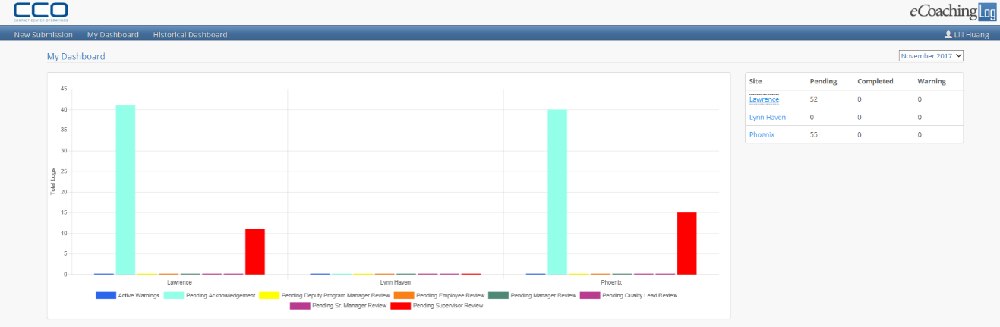 CCO
CONTACT CENTER OPERATIONS
eCoachingLog
New Submission My Dashboard Historical Dashboard Lili Huang
My Dashboard
November 2017
45
40
35
30
25
20
15
10
5
0
Total Logs
Lawrence Lynn Haven Phoenix
Active Warnings Pending Acknowledgement Pending Deputy Program Manager Review Pending Employee Review Pending Manager Review Pending Quality Lead Review
Pending Sr. Manager Review Pending Supervisor Review
Site Pending Completed Warning
Lawrence 52 0 0
Lynn Haven 0 0 0
Phoenix 55 0 0